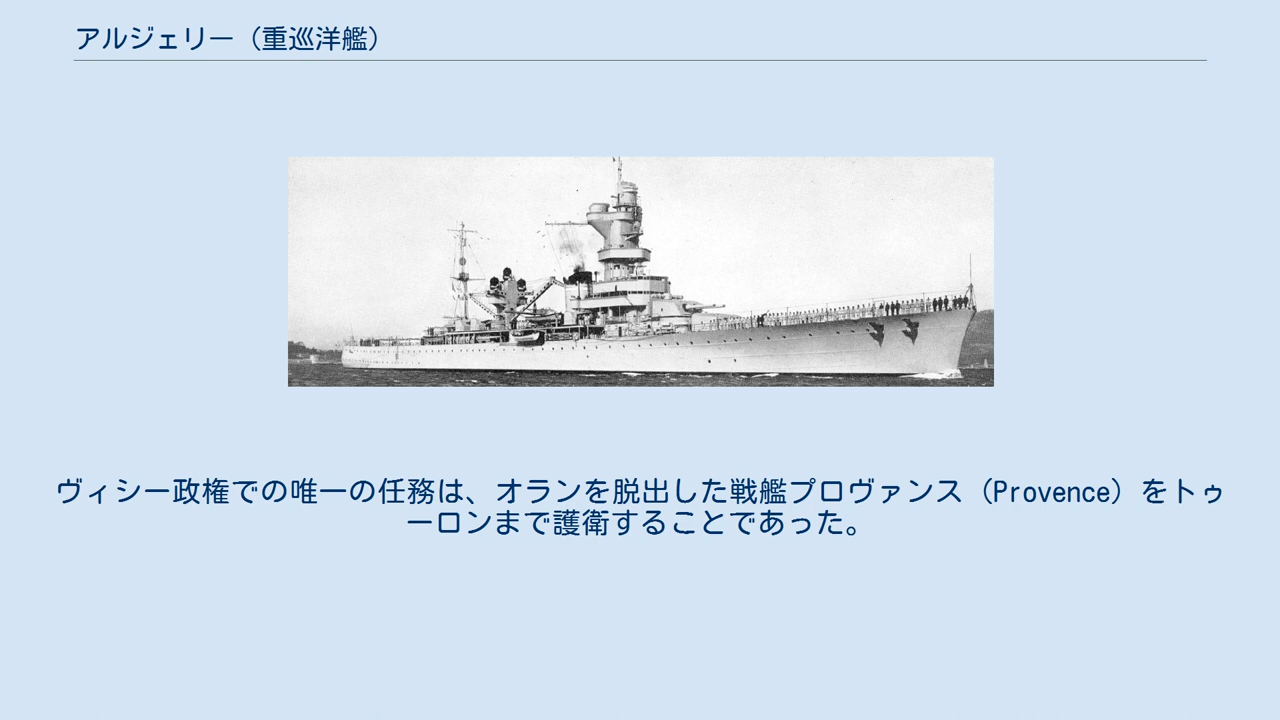 アルジェリー（重巡洋艦）
ヴィシー政権での唯一の任務は、オランを脱出した戦艦プロヴァンス（Provence）をトゥ
ーロンまで護衛することであった。